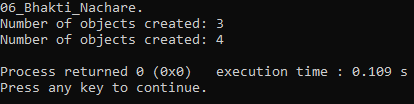 06_Bhakti_Nachare.
Number of objects created: 3
Number of objects created: 4
Process returned 0 (0x0)   execution time : 0.109 s
Press any key to continue.